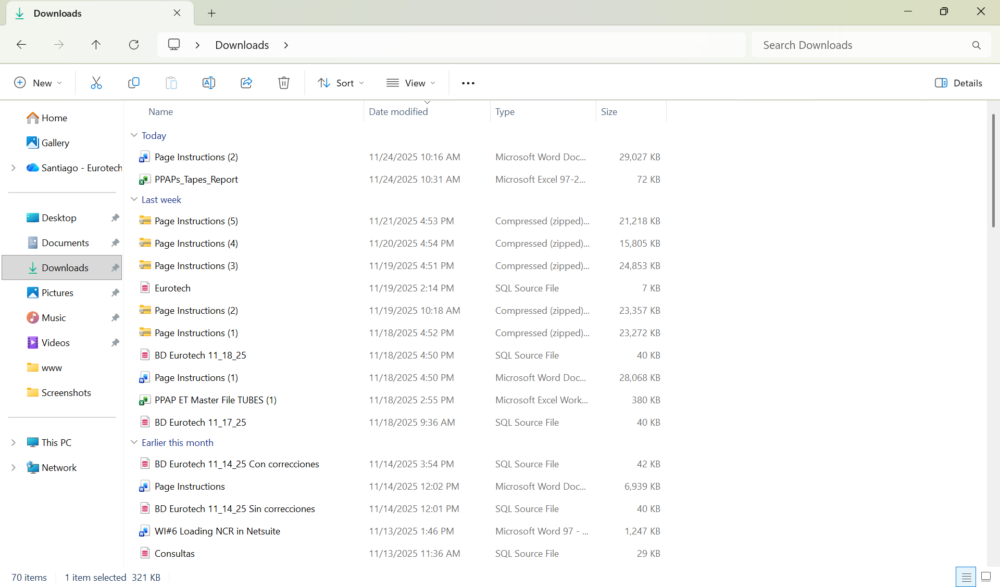 Downloads
Downloads
Search Downloads
New
Sort
View
Details
Name Date modified Type Size
Home
Gallery
Santiago - Eurotech
Desktop
Documents
Downloads
Pictures
Music
Videos
www
Screenshots
This PC
Network
Today
Page Instructions (2) 11/24/2025 10:16 AM Microsoft Word Doc... 29,027 KB
PPAPs_Tapes_Report 11/24/2025 10:31 AM Microsoft Excel 97-2... 72 KB
Last week
Page Instructions (5) 11/21/2025 4:53 PM Compressed (zipped)... 21,218 KB
Page Instructions (4) 11/20/2025 4:54 PM Compressed (zipped)... 15,805 KB
Page Instructions (3) 11/19/2025 4:51 PM Compressed (zipped)... 24,853 KB
Eurotech 11/19/2025 2:14 PM SQL Source File 7 KB
Page Instructions (2) 11/19/2025 10:18 AM Compressed (zipped)... 23,357 KB
Page Instructions (1) 11/18/2025 4:52 PM Compressed (zipped)... 23,272 KB
BD Eurotech 11_18_25 11/18/2025 4:50 PM SQL Source File 40 KB
Page Instructions (1) 11/18/2025 4:50 PM Microsoft Word Doc... 28,068 KB
PPAP ET Master File TUBES (1) 11/18/2025 2:55 PM Microsoft Excel Work... 380 KB
BD Eurotech 11_17_25 11/18/2025 9:36 AM SQL Source File 40 KB
Earlier this month
BD Eurotech 11_14_25 Con correcciones 11/14/2025 3:54 PM SQL Source File 42 KB
Page Instructions 11/14/2025 12:02 PM Microsoft Word Doc... 6,939 KB
BD Eurotech 11_14_25 Sin correcciones 11/14/2025 12:01 PM SQL Source File 40 KB
WI#6 Loading NCR in Netsuite 11/13/2025 1:46 PM Microsoft Word 97 - ... 1,247 KB
Consultas 11/13/2025 11:36 AM SQL Source File 29 KB
70 items 1 item selected 321 KB